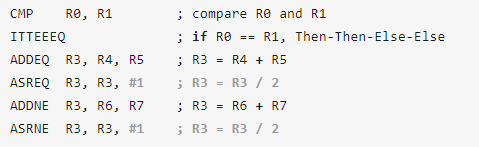 CMP R0, R1 ; compare R0 and R1
ITTEEEQ ; if R0 == R1, Then-Then-Else-Else
ADDEQ R3, R4, R5 ; R3 = R4 + R5
ASREQ R3, R3, #1 ; R3 = R3 / 2
ADDNE R3, R6, R7 ; R3 = R6 + R7
ASRNE R3, R3, #1 ; R3 = R3 / 2